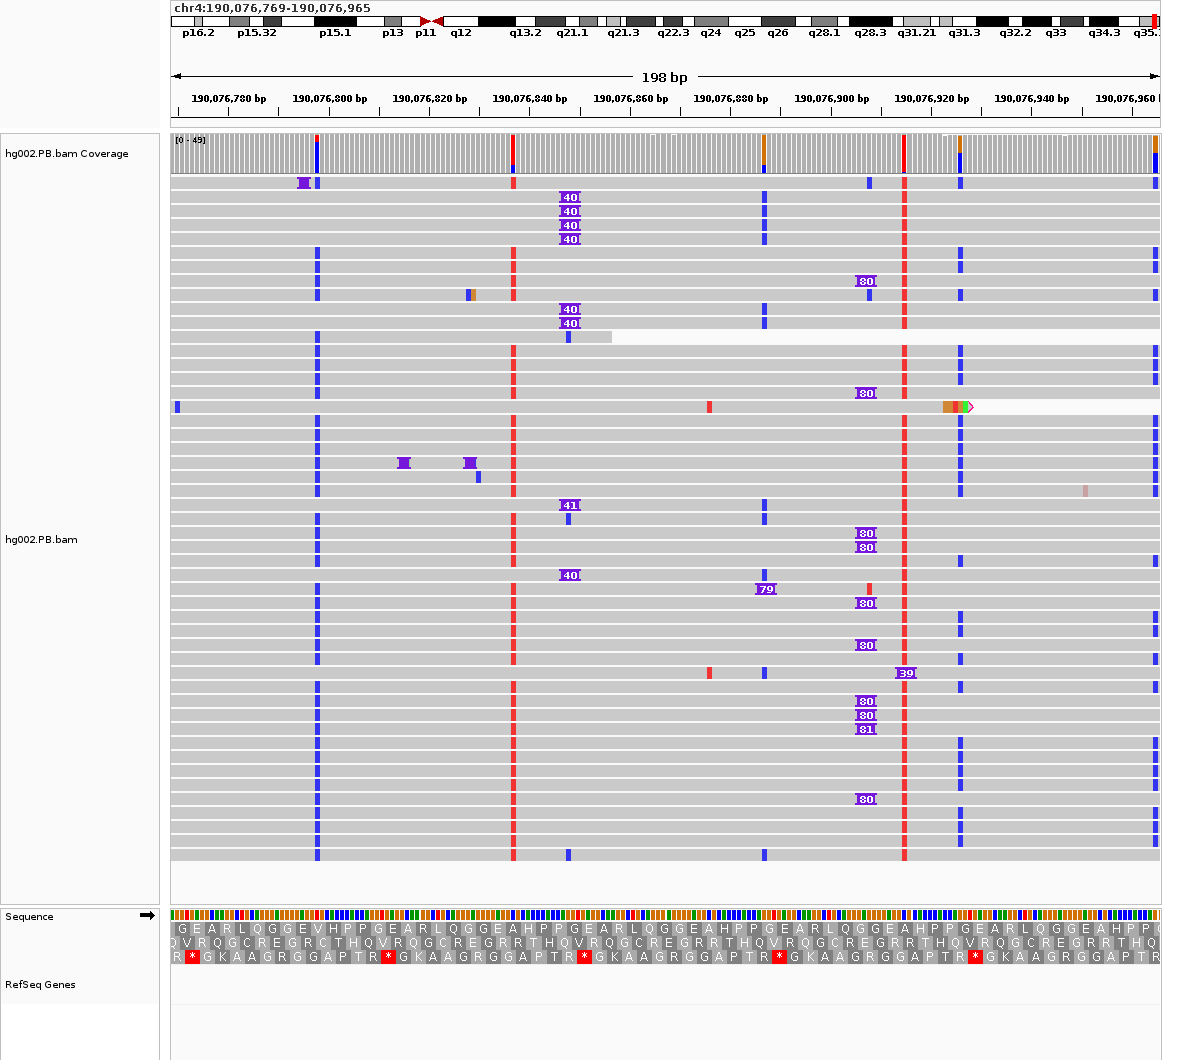 chr4:190,076,769-190,076,965
p16.2 p15.32 p15.1 p13 p11 q12 q13.2 q21.1 q21.3 q22.3 q24 q25 q26 q28.1 q28.3 q31.21 q31.3 q32.2 q33 q34.3 q35.
198 bp
190,076,780 bp 190,076,800 bp 190,076,820 bp 190,076,840 bp 190,076,860 bp 190,076,880 bp 190,076,900 bp 190,076,920 bp 190,076,940 bp 190,076,960
[0 - 45]
hg002.PB.bam Coverage
40
40
40
40
80
40
40
80
41
80
hg002.PB.bam
80
40
79
80
80
39
80
80
81
80
Sequence
G E A R L Q G G E V H P P G E A R L Q G G E A H P P G E A R L Q G G E A H P P G E A R L Q G G E A H P P G E A R L Q G G E A H P P
Q V R Q G C R E G R C T H Q V R Q G C R E G R R T H Q V R Q G C R E G R R T H Q V R Q G C R E G R R T H Q V R Q G C R E G R R T H Q
R * G K A A G R G G A P T R * G K A A G R G G A P T R * G K A A G R G G A P T R * G K A A G R G G A P T R * G K A A G R G G A P T R
RefSeq Genes